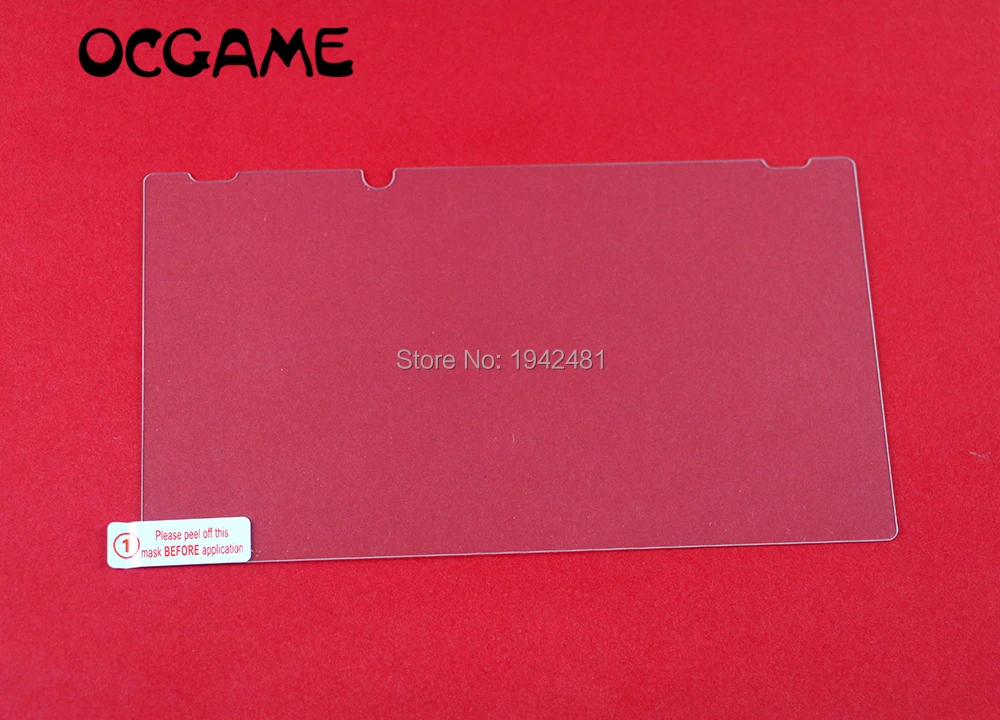 OCGAME
Store No: 1942481
1
Please peel off this
mask BEFORE application